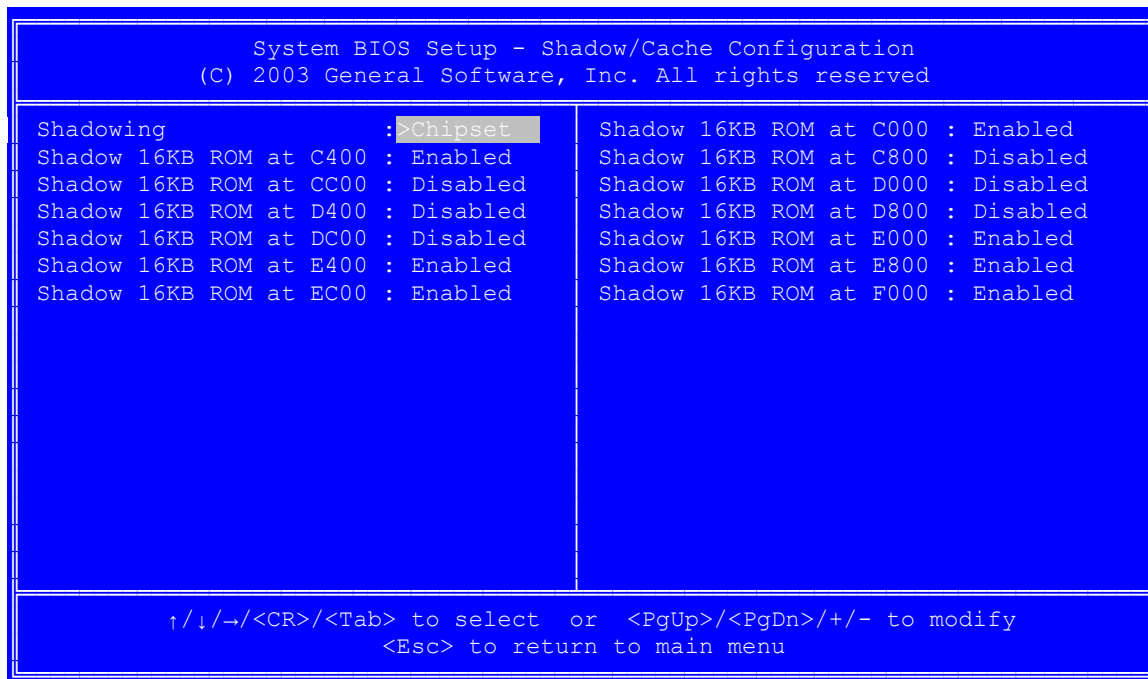 System BIOS Setup - Shadow/Cache Configuration
(C) 2003 General Software, Inc. All rights reserved
Shadowing :>Chipset Shadow 16KB ROM at C000 : Enabled
Shadow 16KB ROM at C400 : Enabled Shadow 16KB ROM at C800 : Disabled
Shadow 16KB ROM at CC00 : Disabled Shadow 16KB ROM at D000 : Disabled
Shadow 16KB ROM at D400 : Disabled Shadow 16KB ROM at D800 : Disabled
Shadow 16KB ROM at DC00 : Disabled Shadow 16KB ROM at E000 : Enabled
Shadow 16KB ROM at E400 : Enabled Shadow 16KB ROM at E800 : Enabled
Shadow 16KB ROM at EC00 : Enabled Shadow 16KB ROM at F000 : Enabled
↑/↓/→/<CR>/<Tab> to select or <PgUp>/<PgDn>/+/- to modify
<Esc> to return to main menu